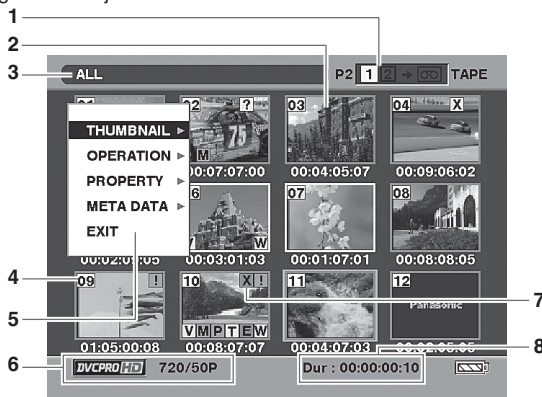 1
2
3 ALL P2 1 2 → TAPE
02 ? 03 04 X
THUMBNAIL
75
OPERATION
M
00:07:07:00 00:04:05:07 00:09:06:02
PROPERTY
6 07 08
META DATA
EXIT
W
00:03:01:03 00:01:07:01 00:08:08:05
4 09 ! 10 X ! 11 12
7
5
Panasonic
V M P T E W
01:05:00:08 00:08:07:07 00:04:07:03
8
6 DVCPRO HD 720/50P Dur : 00:00:00:10